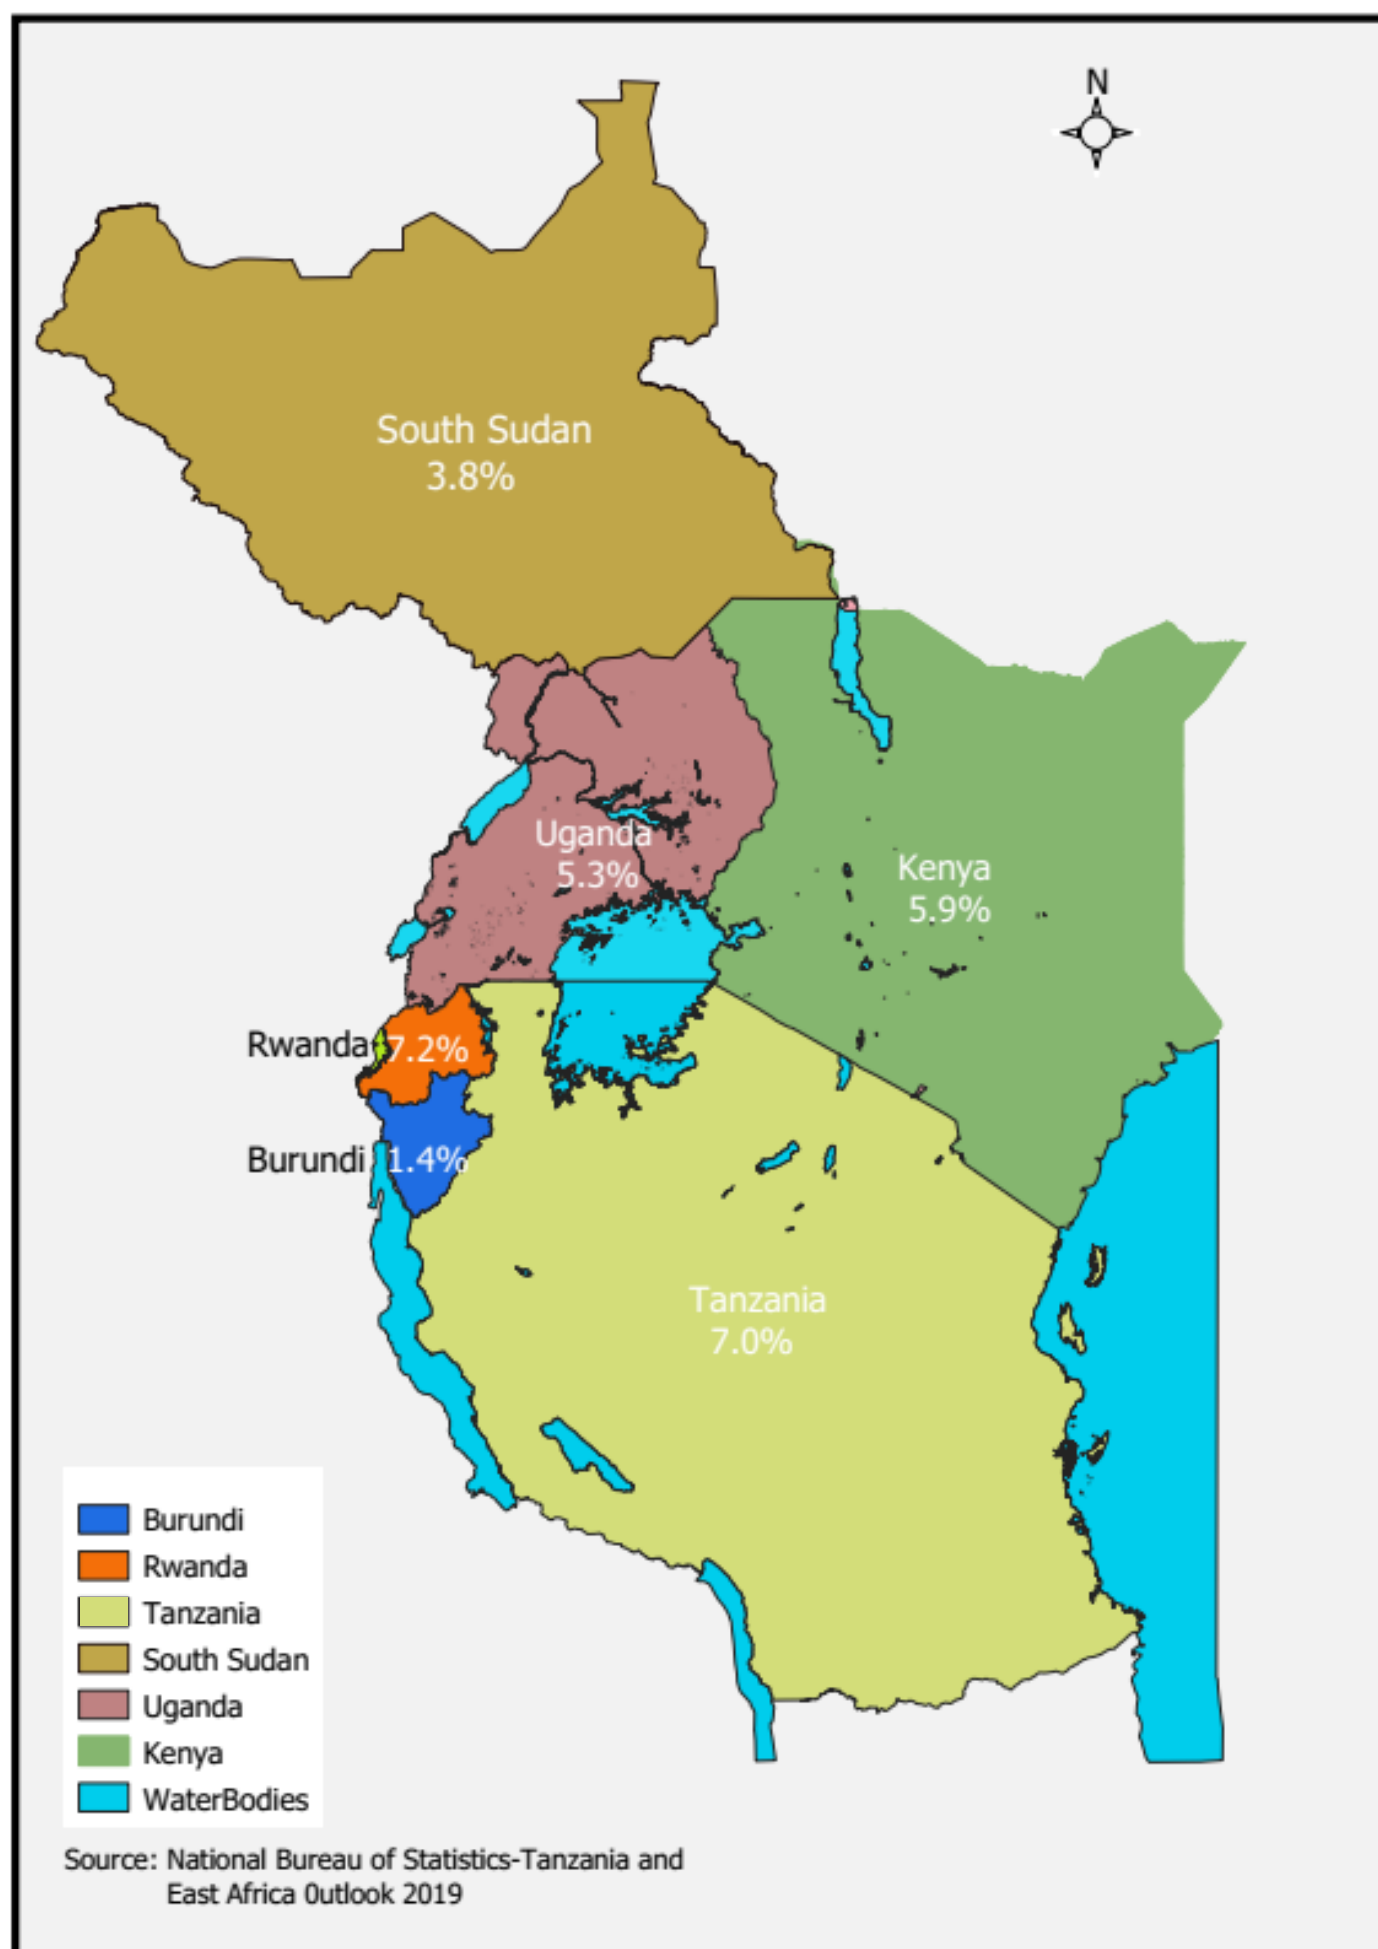 N
South Sudan
3.8%
Uganda
5.3%
Kenya
5.9%
Rwanda 7.2%
Burundi 1.4%
Tanzania
7.0%
Burundi
Rwanda
Tanzania
South Sudan
Uganda
Kenya
WaterBodies
Source: National Bureau of Statistics-Tanzania and
East Africa 0utlook 2019